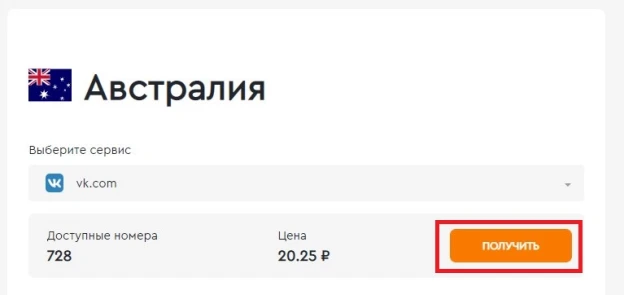 Австралия
Выберите сервис
vk.com
Доступные номера
Цена
728
20.25 ₽
ПОЛУЧИТЬ